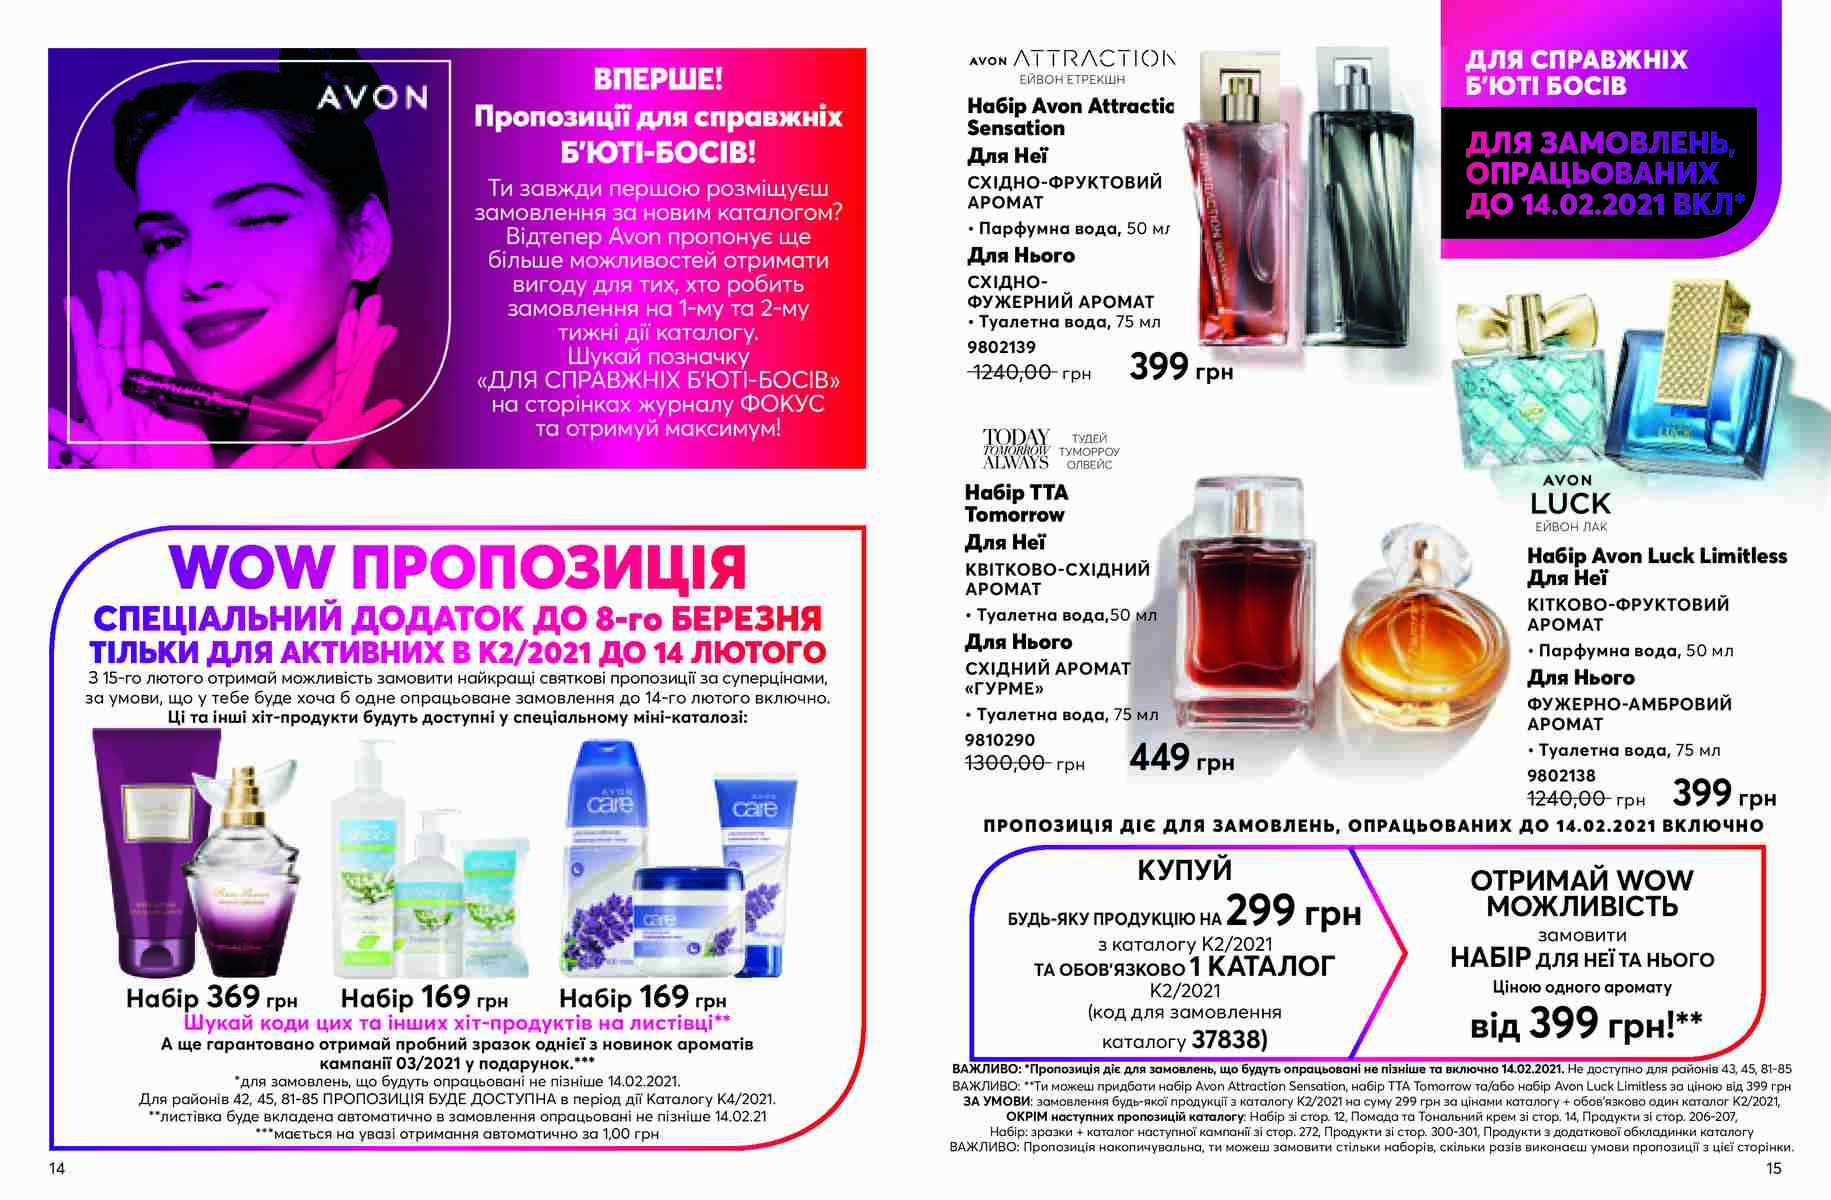 AVON
ВПЕРШЕ!
Пропозиції для справжніх
Б'ЮТІ-БОСІВ!
Ти завжди першою розміщуєш
замовлення за новим каталогом?
Відтепер Avon пропонує ще
більше можливостей отримати
вигоду для тих, хто робить
замовлення на 1-му та 2-му
тижні дії каталогу.
Шукай позначку
«ДЛЯ СПРАВЖНІХ Б'ЮТІ-БОСІВ»
на сторінках журналу ФОКУС
та отримуй максимум!
WOW ПРОПОЗИЦІЯ
СПЕЦІАЛЬНИЙ ДОДАТОК ДО 8-го БЕРЕЗНЯ
ТІЛЬКИ ДЛЯ АКТИВНИХ В К2/2021 ДО 14 ЛЮТОГО
З 15-го лютого отримай можливість замовити найкращі святкові пропозиції за суперцінами,
за умови, що у тебе буде хоча б одне опрацьоване замовлення до 14-го лютого включно.
Ці та інші хіт-продукти будуть доступні у спеціальному міні-каталозі:
AVON
care
care
AVON
care
Набір 369 грн
Набір 169 грн
Набір 169 грн
Шукай коди цих та інших хіт-продуктів на листівці**
А ще гарантовано отримай пробний зразок однієї з новинок ароматів
кампанії 03/2021 у подарунок.***
*для замовлень, що будуть опрацьовані не пізніше 14.02.2021.
Для районів 42, 45, 81-85 ПРОПОЗИЦІЯ БУДЕ ДОСТУПНА в період дії Каталогу К4/2021.
**листівка буде вкладена автоматично в замовлення опрацьовані не пізніше 14.02.21
***мається на увазі отримання автоматично за 1,00 грн
14
AVON ATTRACTION
ЕЙВОН ЕТРЕКШН
Набір Avon Attractic
Sensation
Для Неї
СХІДНО-ФРУКТОВИЙ
АРОМАТ
• Парфумна вода, 50 мл
Для Нього
СХІДНО-
ФУЖЕРНИЙ АРОМАТ
• Туалетна вода, 75 мл
9802139
1240,00 грн 399 грн
ДЛЯ СПРАВЖНІХ
Б'ЮТІ БОСІВ
ДЛЯ ЗАМОВЛЕНЬ,
ОПРАЦЬОВАНИХ
ДО 14.02.2021 ВКЛ*
TODAY
TOMORROW
ALWAYS
ТУДЕЙ
ТУМОРРОУ
ОЛВЕЙС
Набір ТТА
Tomorrow
Для Неї
КВІТКОВО-СХІДНИЙ
АРОМАТ
• Туалетна вода,50 мл
Для Нього
СХІДНИЙ АРОМАТ
«ГУРМЕ»
• Туалетна вода, 75 мл
9810290
1300,00 грн 449 грн
LUCK
AVON
LUCK
ЕЙВОН ЛАК
Набір Avon Luck Limitless
Для Неї
КІТКОВО-ФРУКТОВИЙ
АРОМАТ
• Парфумна вода, 50 мл
Для Нього
ФУЖЕРНО-АМБРОВИЙ
АРОМАТ
• Туалетна вода, 75 мл
9802138
1240,00 грн 399 грн
ПРОПОЗИЦІЯ ДІЄ ДЛЯ ЗАМОВЛЕНЬ, ОПРАЦЬОВАНИХ ДО 14.02.2021 ВКЛЮЧНО
КУПУЙ
БУДЬ-ЯКУ ПРОДУКЦІЮ НА 299 грн
з каталогу К2/2021
ТА ОБОВ'ЯЗКОВО 1 КАТАЛОГ
К2/2021
(код для замовлення
каталогу 37838)
ОТРИМАЙ WOW
МОЖЛИВІСТЬ
замовити
НАБІР ДЛЯ НЕЇ ТА НЬОГО
Ціною одного аромату
від 399 грн!**
ВАЖЛИВО: *Пропозиція діє для замовлень, що будуть опрацьовані не пізніше та включно 14.02.2021. Не доступно для районів 43, 45, 81-85
ВАЖЛИВО: **Ти можеш придбати набір Avon Attraction Sensation, набір ТТА Tomorrow та/або набір Avon Luck Limitless за ціною від 399 грн
ЗА УМОВИ: замовлення будь-якої продукції з каталогу К2/2021 на суму 299 грн за цінами каталогу + обов'язково один каталог К2/2021,
ОКРІМ наступних пропозицій каталогу: Набір зі стор. 12, Помада та Тональний крем зі стор. 14, Продукти зі стор. 206-207,
Набір: зразки + каталог наступної кампанії зі стор. 272, Продукти зі стор. 300-301, Продукти з додаткової обкладинки каталогу
ВАЖЛИВО: Пропозиція накопичувальна, ти можеш замовити стільки наборів, скільки разів виконаєш умови пропозиції з цієї сторінки.
15